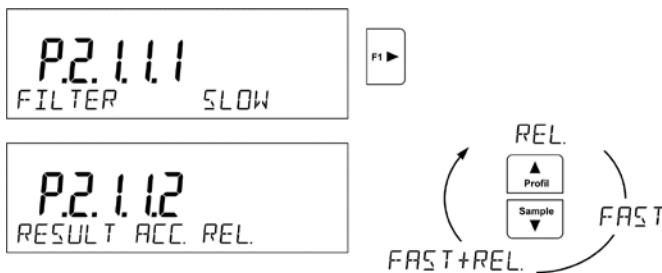 P.2.1.1.1
FILTER SLOW
F1
P.2.1.1.2
RESULT ACC. REL.
REL.
Profil
Sample
FAST
FAST+REL.